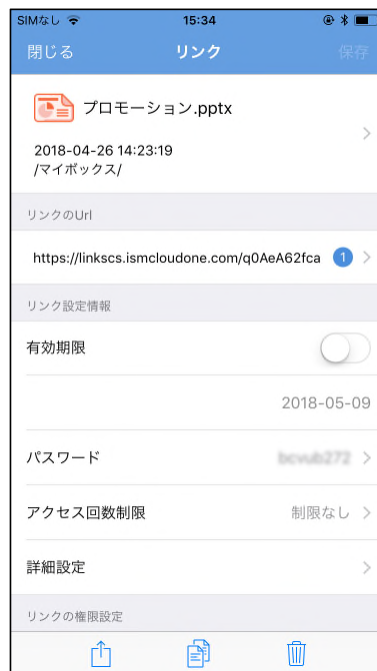 SIMなし 15:34
閉じる リンク 保存
プロモーション.pptx
2018-04-26 14:23:19
/マイボックス/
リンクのUrl
https://linkscs.ismcloudone.com/q0AeA62fca 1
リンク設定情報
有効期限
2018-05-09
パスワード
アクセス回数制限 制限なし
詳細設定
リンクの権限設定